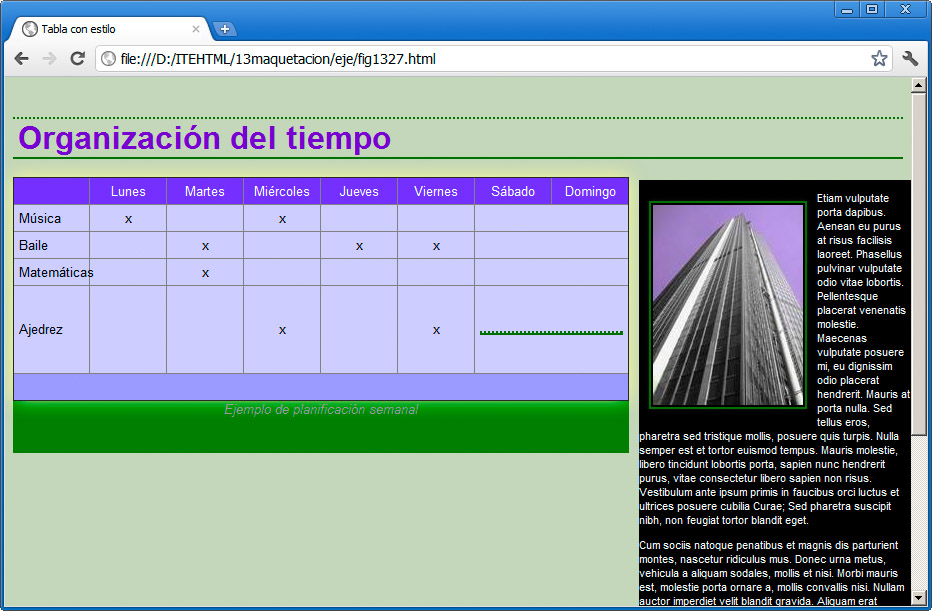 Tabla con estilo
file:///D:/ITEHTML/13maquetacion/eje/fig1327.html
Organización del tiempo
Lunes Martes Miércoles Jueves Viernes Sábado Domingo
Música x x
Baile x x x
Matemáticas x
Ajedrez x x
Ejemplo de planificación semanal
Etiam vulputate
porta dapibus.
Aenean eu purus
at risus facilisis
laoreet. Phasellus
pulvinar vulputate
odio vitae lobortis.
Pellentesque
placerat venenatis
molestie.
Maecenas
vulputate posuere
mi, eu dignissim
odio placerat
hendrerit. Mauris at
porta nulla. Sed
tellus eros,
pharetra sed tristique mollis, posuere quis turpis. Nulla
semper est et tortor euismod tempus. Mauris molestie,
libero tincidunt lobortis porta, sapien nunc hendrerit
purus, vitae consectetur libero sapien non risus.
Vestibulum ante ipsum primis in faucibus orci luctus et
ultrices posuere cubilia Curae; Sed pharetra suscipit
nibh, non feugiat tortor blandit eget.
Cum sociis natoque penatibus et magnis dis parturient
montes, nascetur ridiculus mus. Donec urna metus,
vehicula a aliquam sodales, mollis et nisi. Morbi mauris
est, molestie porta ornare a, mollis convallis nisi. Nullam
auctor imperdiet velit blandit gravida. Aliquam erat